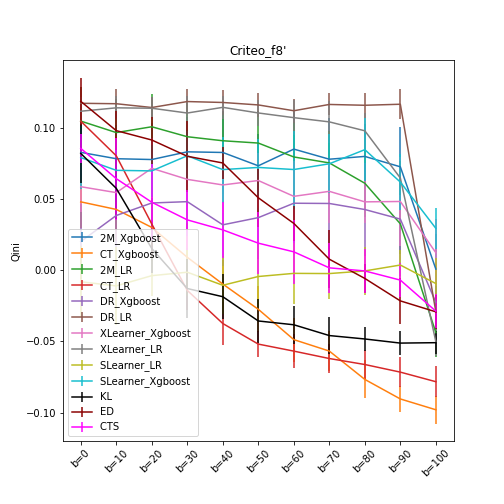 Criteo_f8'
Qini
0.10
0.05
0.00
−0.05
−0.10
2M_Xgboost
CT_Xgboost
2M_LR
CT_LR
DR_Xgboost
DR_LR
XLearner_Xgboost
XLearner_LR
SLearner_LR
SLearner_Xgboost
KL
ED
CTS
b=0
b=10
b=20
b=30
b=40
b=50
b=60
b=70
b=80
b=90
b=100